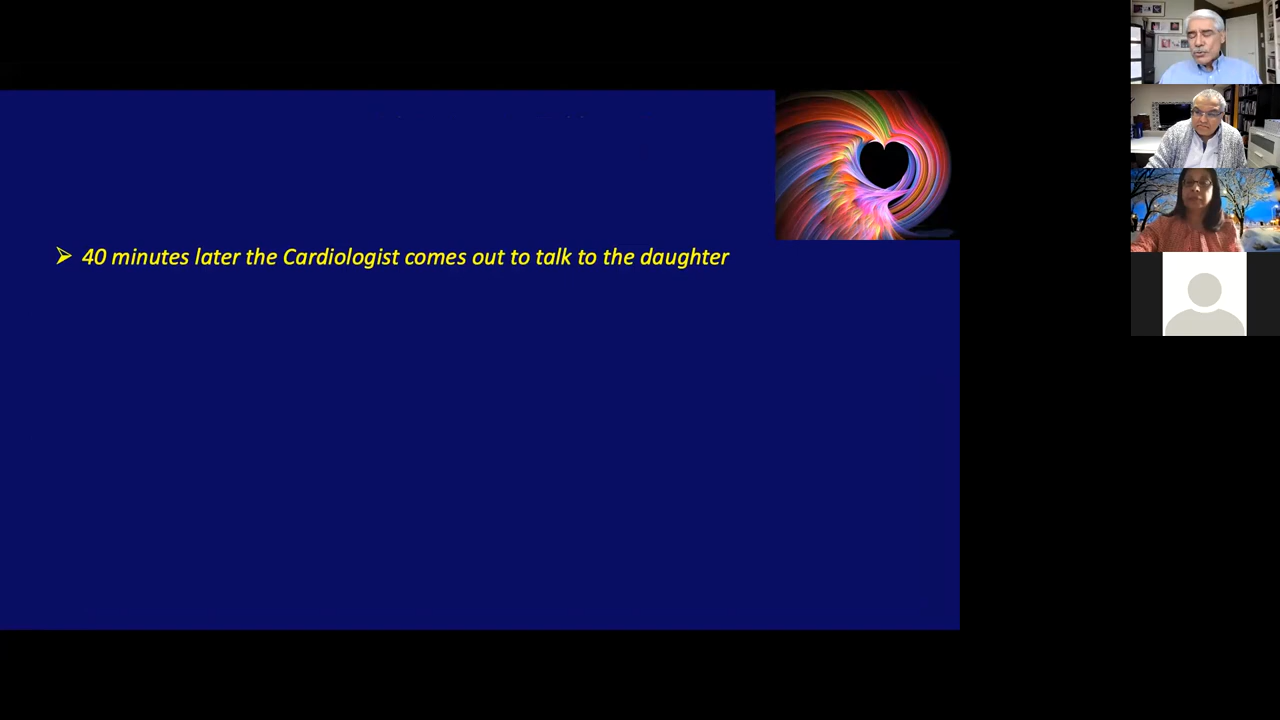 ➢ 40 minutes later the Cardiologist comes out to talk to the daughter